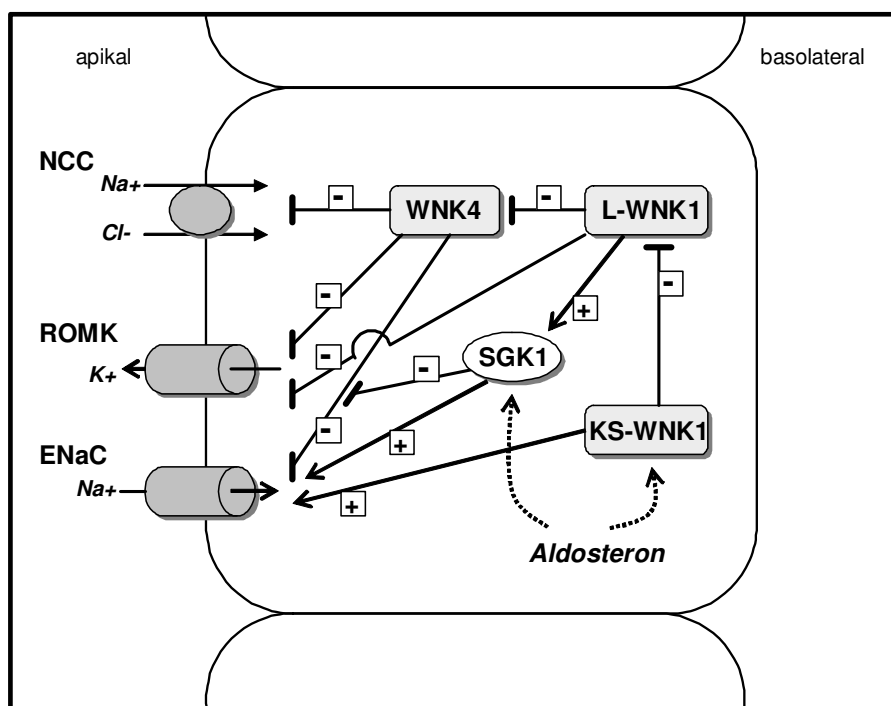 apikal
basolateral
NCC
Na+
Cl-
-
WNK4
-
L-WNK1
-
-
+
ROMK
K+
-
-
SGK1
-
+
KS-WNK1
ENaC
Na+
+
Aldosteron